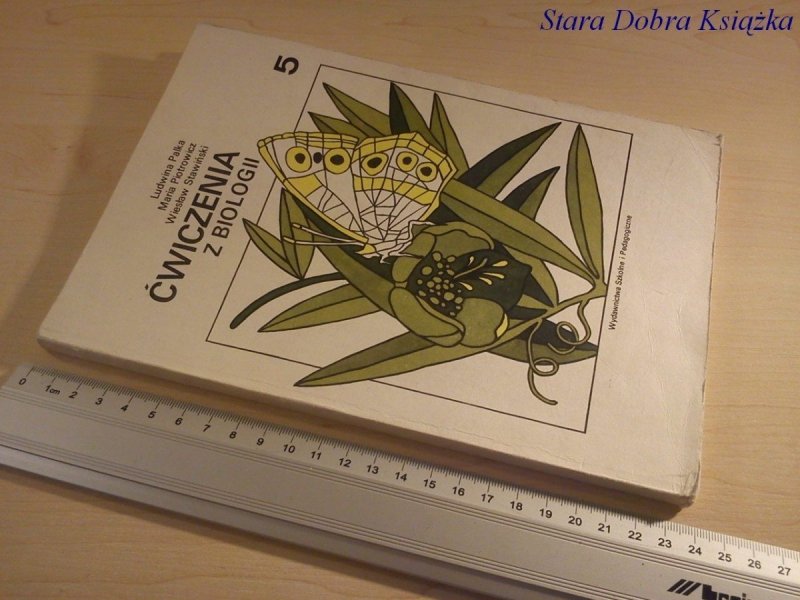 Stara Dobra Książka
5
Ludwina Palka
Maria Piotrowicz
Wiesław Stawiński
ĆWICZENIA
Z BIOLOGII
Wydawnictwa Szkolne i Pedagogiczne
0 1cm 2 3 4 5 6 7 8 9 10 11 12 13 14 15 16 17 18 19 20 21 22 23 24 25 26 27